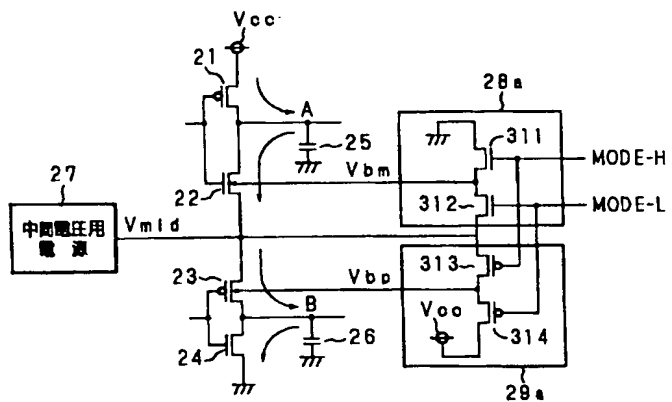 Vcc
21
A
25
22
Vbm
28a
311
MODE-H
312
MODE-L
27
中間電圧用
電 源
Vmid
23
Vbp
313
B
Vcc
314
24
26
29a